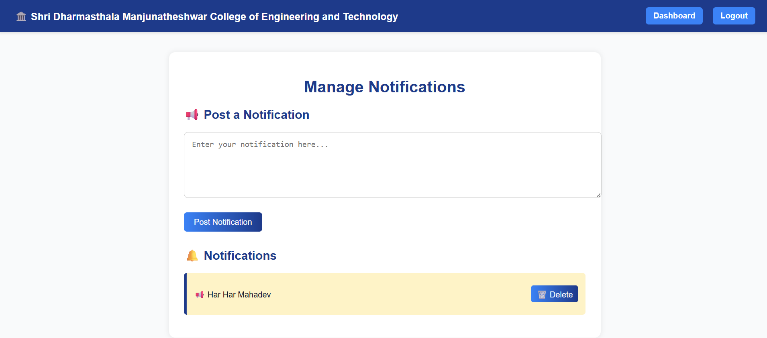 Shri Dharmasthala Manjunatheshwar College of Engineering and Technology
Dashboard
Logout
Manage Notifications
Post a Notification
Enter your notification here...
Post Notification
Notifications
Har Har Mahadev
Delete